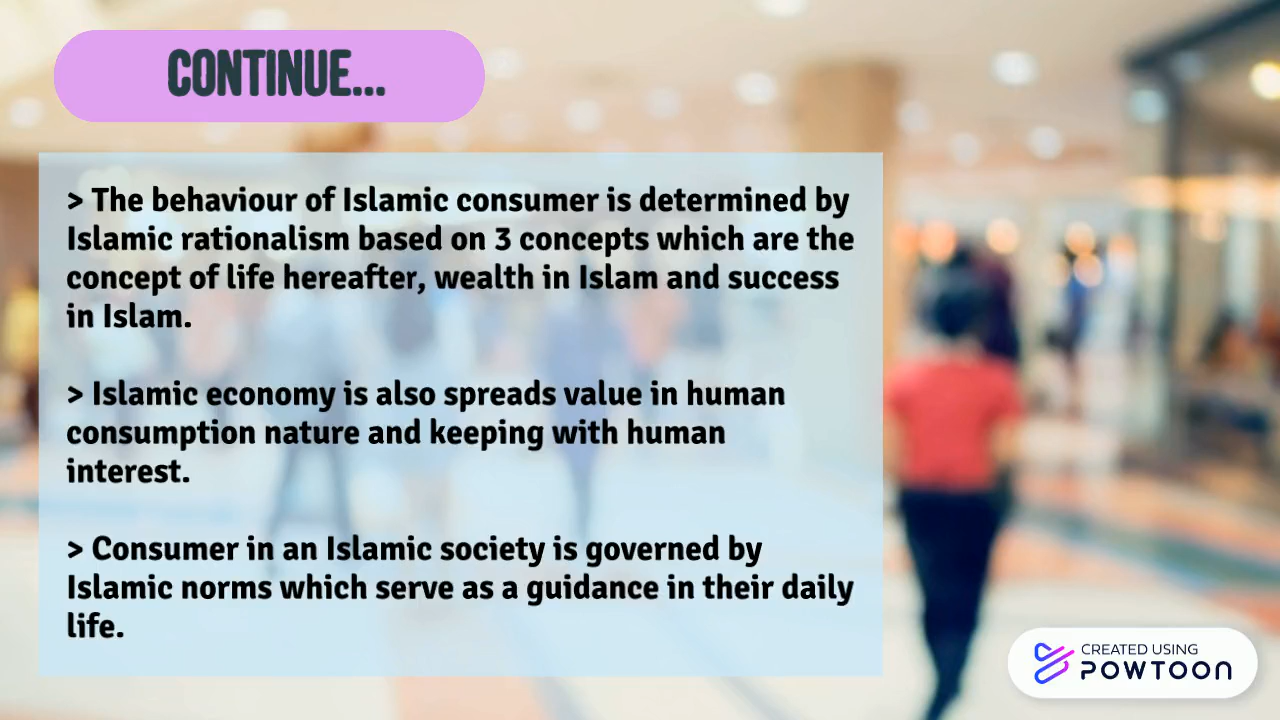 CONTINUE...
> The behaviour of Islamic consumer is determined by
Islamic rationalism based on 3 concepts which are the
concept of life hereafter, wealth in Islam and success
in Islam.
> Islamic economy is also spreads value in human
consumption nature and keeping with human
interest.
> Consumer in an Islamic society is governed by
Islamic norms which serve as a guidance in their daily
life.
CREATED USING
POWTOON